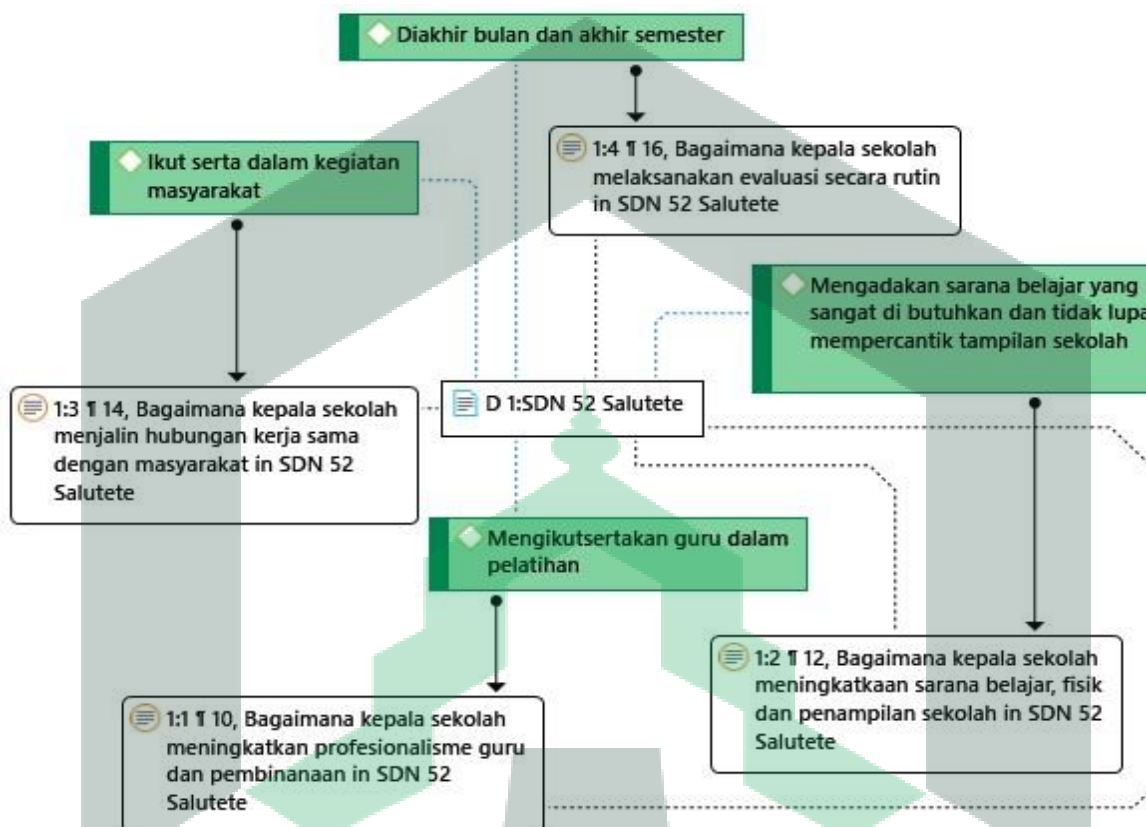 Diakhir bulan dan akhir semester
Ikut serta dalam kegiatan
masyarakat
1:4 ¶ 16, Bagaimana kepala sekolah
melaksanakan evaluasi secara rutin
in SDN 52 Salutete
Mengadakan sarana belajar yang
sangat di butuhkan dan tidak lupa
mempercantik tampilan sekolah
1:3 ¶ 14, Bagaimana kepala sekolah
menjalin hubungan kerja sama
dengan masyarakat in SDN 52
Salutete
D 1:SDN 52 Salutete
Mengikutsertakan guru dalam
pelatihan
1:2 ¶ 12, Bagaimana kepala sekolah
meningkatkaan sarana belajar, fisik
dan penampilan sekolah in SDN 52
Salutete
1:1 ¶ 10, Bagaimana kepala sekolah
meningkatkan profesionalisme guru
dan pembinanaan in SDN 52
Salutete